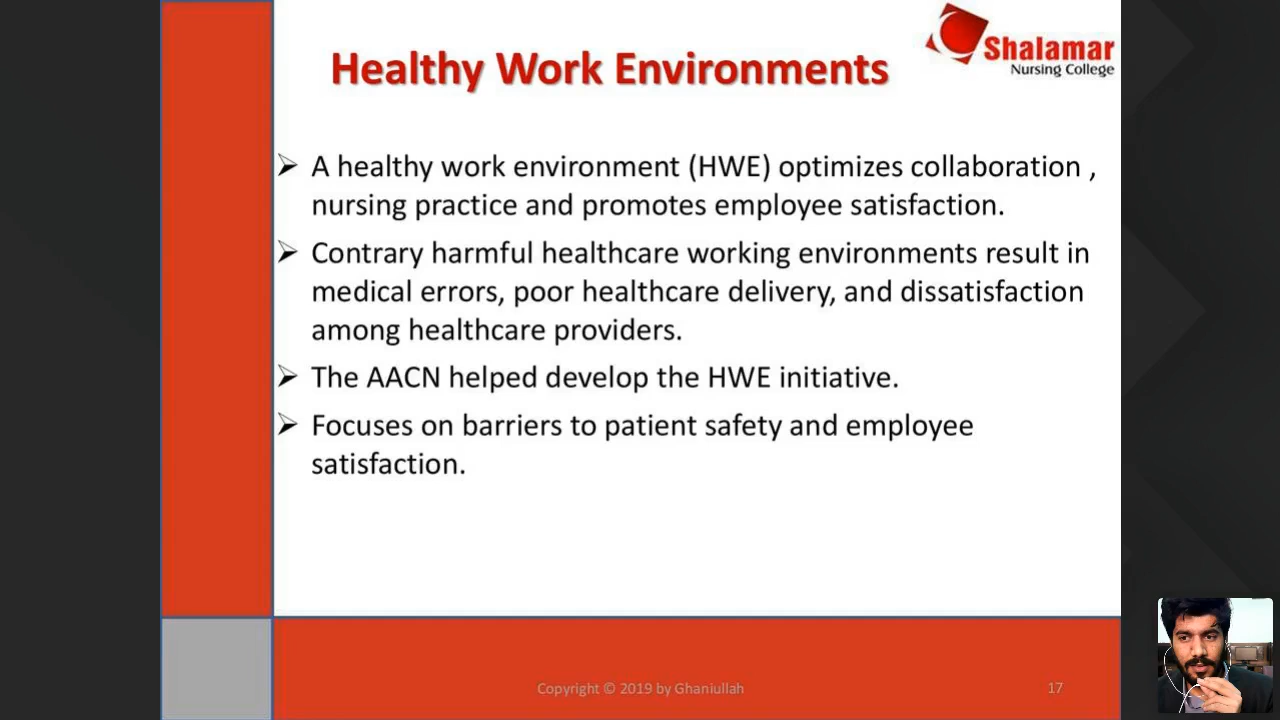 Healthy Work Environments
Shalamar
Nursing College
➢ A healthy work environment (HWE) optimizes collaboration ,
nursing practice and promotes employee satisfaction.
➢ Contrary harmful healthcare working environments result in
medical errors, poor healthcare delivery, and dissatisfaction
among healthcare providers.
➢ The AACN helped develop the HWE initiative.
➢ Focuses on barriers to patient safety and employee
satisfaction.
Copyright © 2019 by Ghaniullah
17